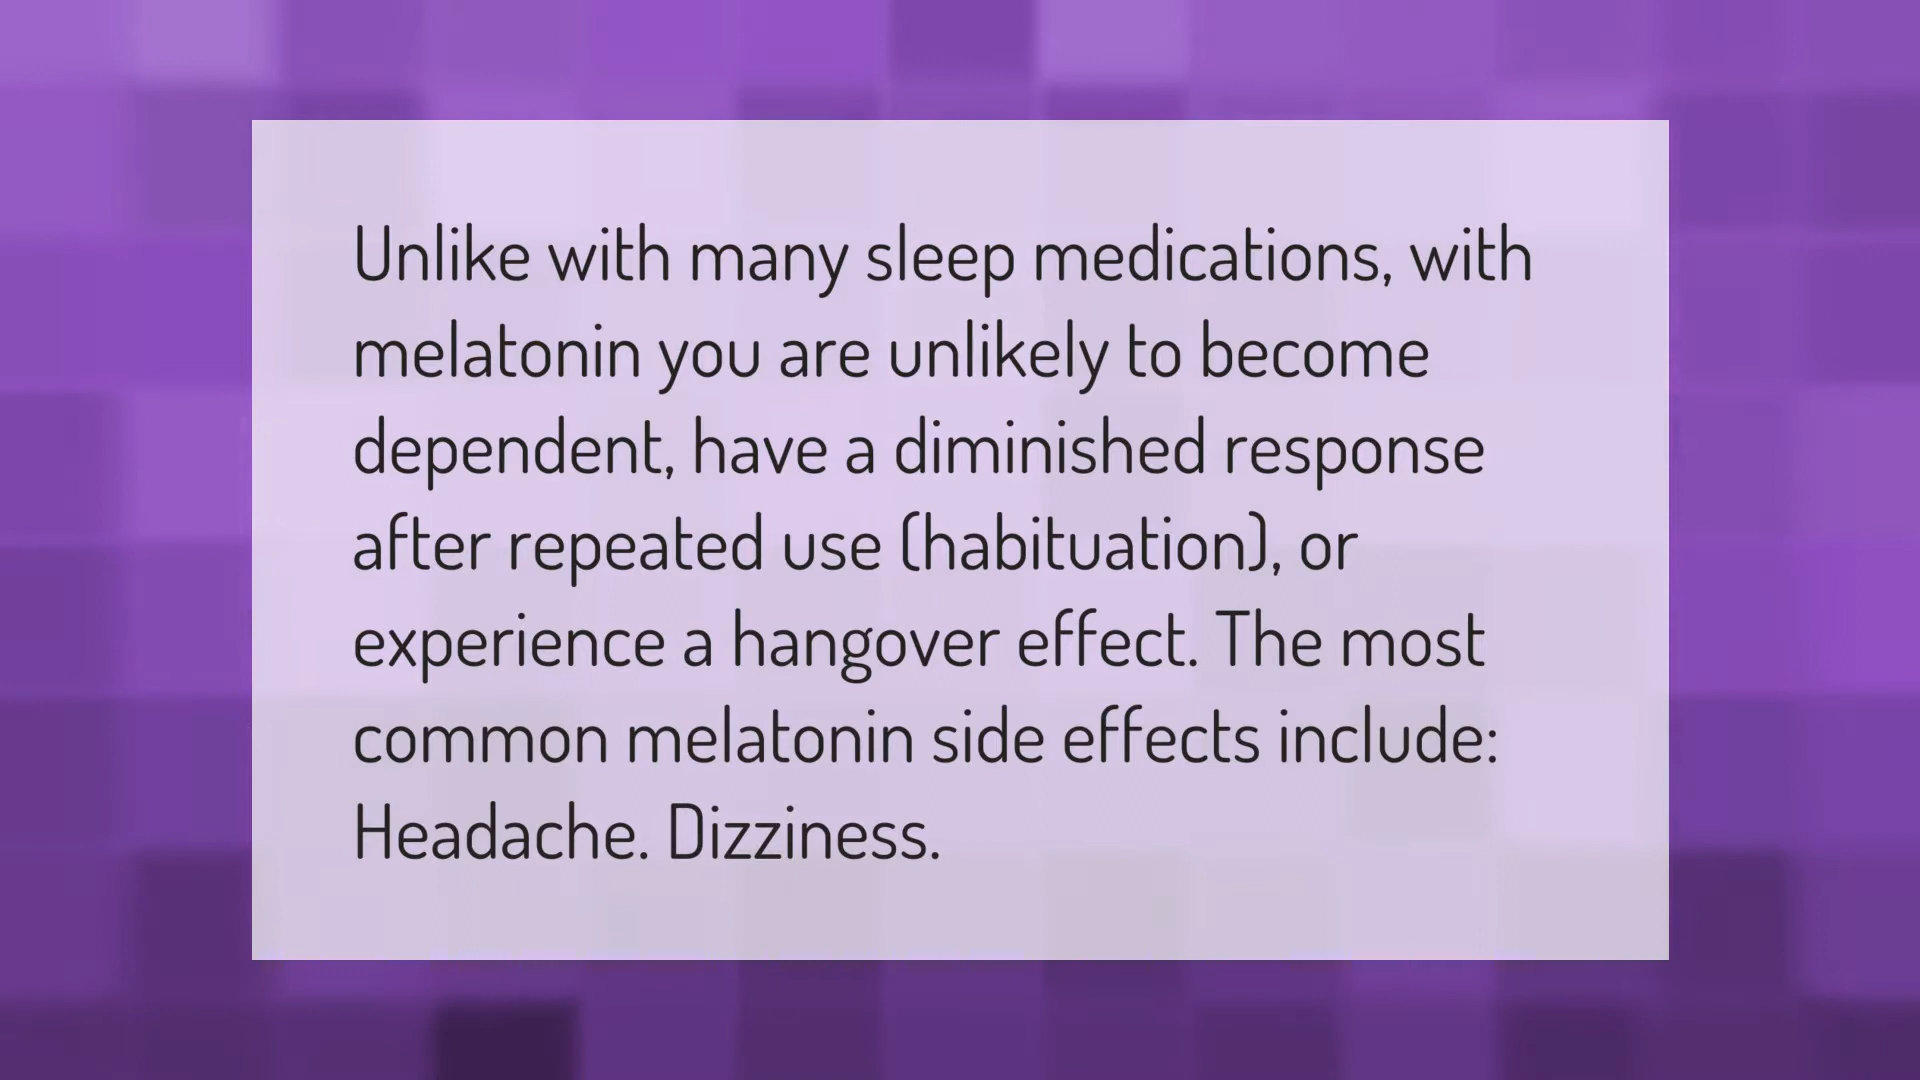 Unlike with many sleep medications, with
melatonin you are unlikely to become
dependent, have a diminished response
after repeated use (habituation), or
experience a hangover effect. The most
common melatonin side effects include:
Headache. Dizziness.